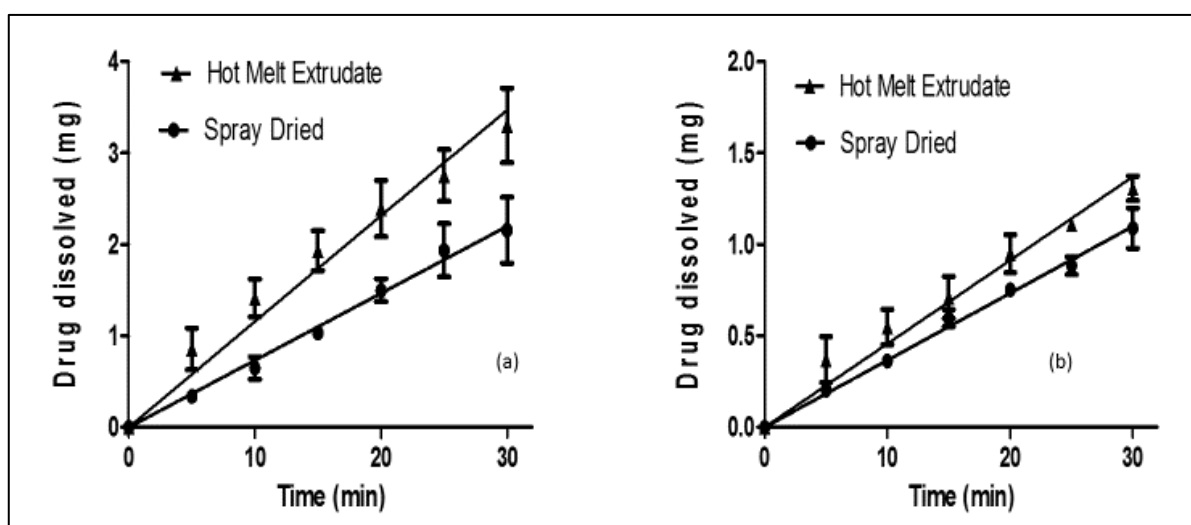 4
3
2
1
0
Drug dissolved (mg)
Hot Melt Extrudate
Spray Dried
(a)
0 10 20 30
Time (min)
2.0
1.5
1.0
0.5
0.0
Drug dissolved (mg)
Hot Melt Extrudate
Spray Dried
(b)
0 10 20 30
Time (min)